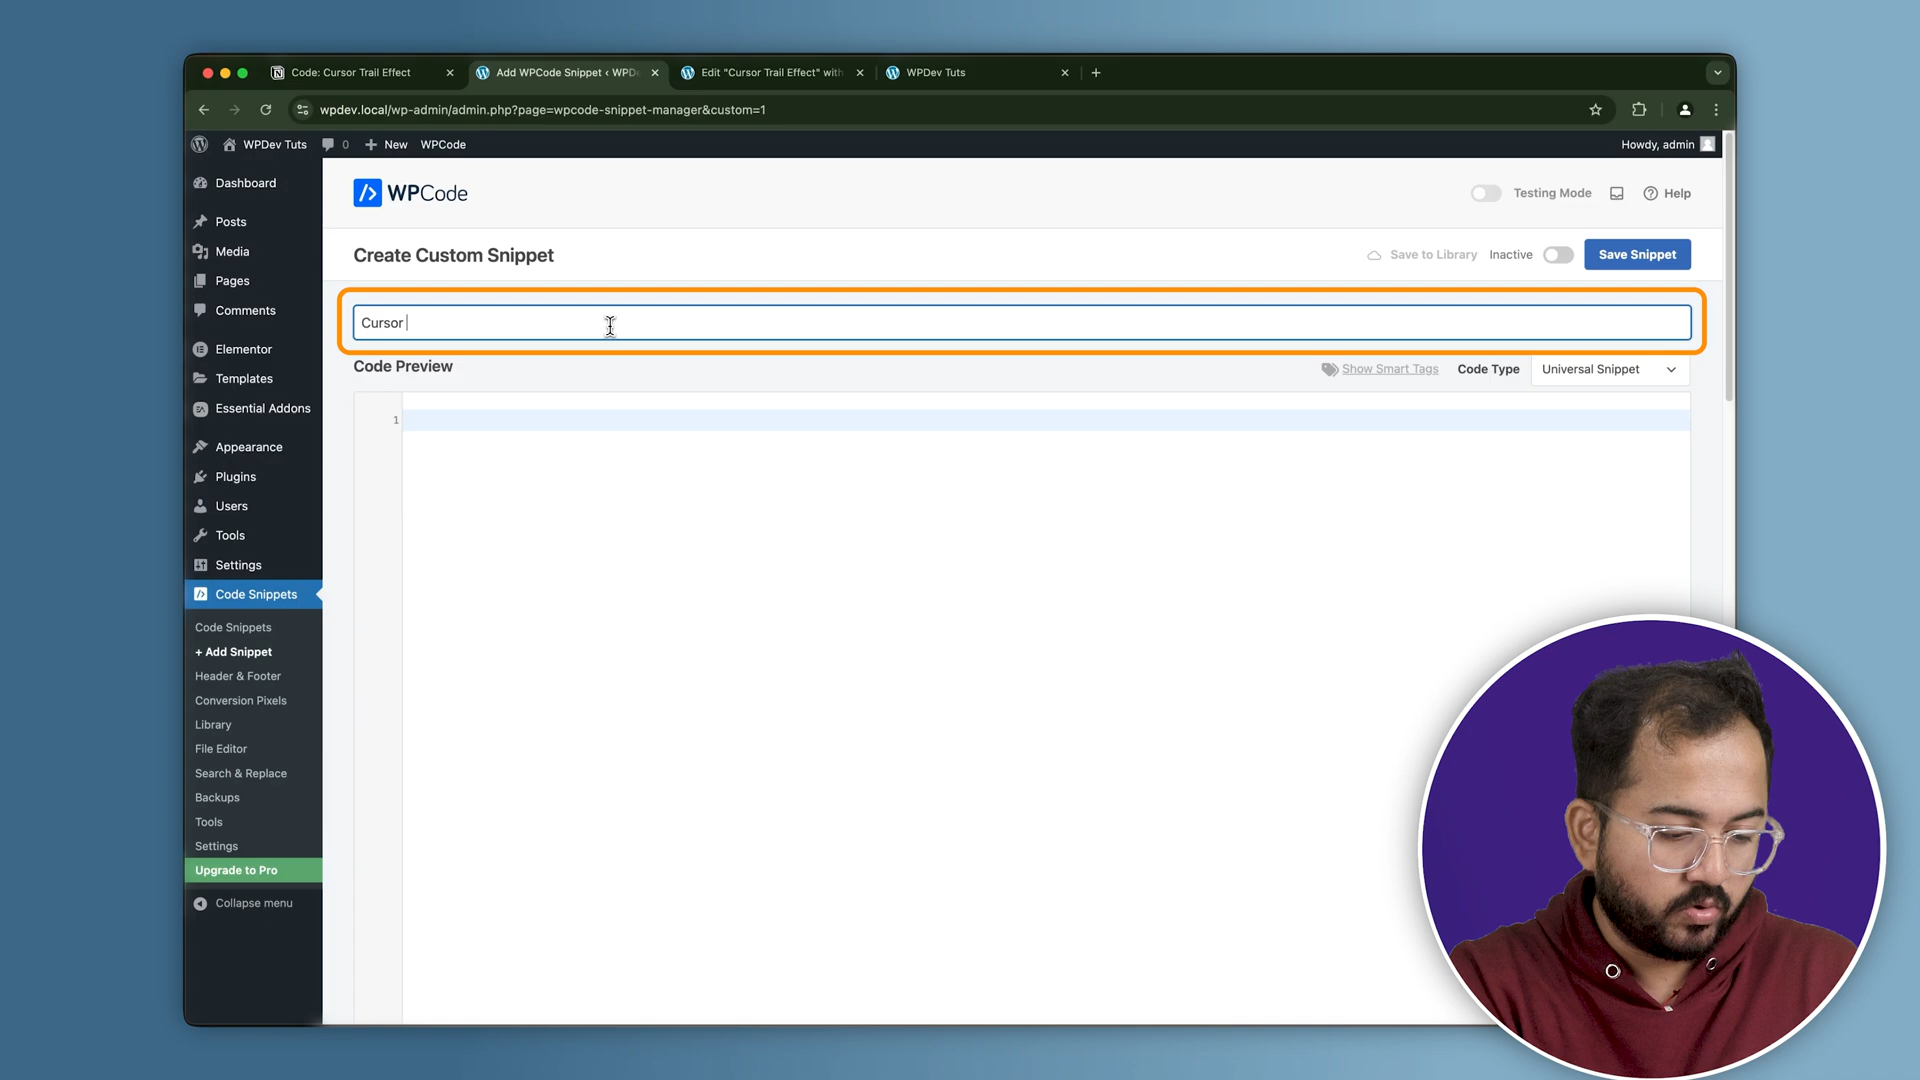 Code: Cursor Trail Effect
Add WPCode Snippet ‹ WPDe
Edit "Cursor Trail Effect" with
WPDev Tuts
wpdev.local/wp-admin/admin.php?page=wpcode-snippet-manager&custom=1
WPDev Tuts
0
New
WPCode
Howdy, admin
Dashboard
Posts
Media
Pages
Comments
Elementor
Templates
Essential Addons
Appearance
Plugins
Users
Tools
Settings
Code Snippets
Code Snippets
+ Add Snippet
Header & Footer
Conversion Pixels
Library
File Editor
Search & Replace
Backups
Tools
Settings
Upgrade to Pro
Collapse menu
WPCode
Testing Mode
Help
Create Custom Snippet
Save to Library
Inactive
Save Snippet
Cursor
Code Preview
Show Smart Tags
Code Type
Universal Snippet
1